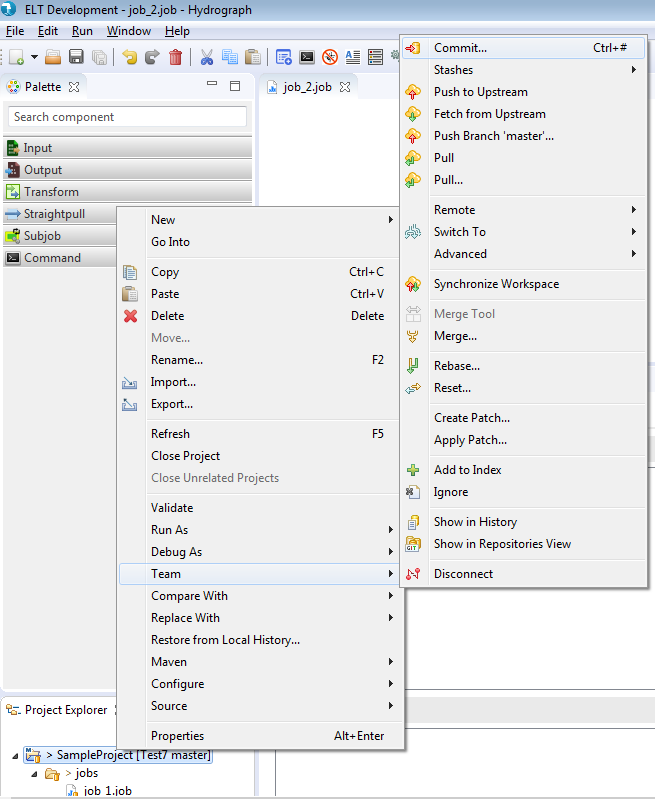 ELT Development - job_2.job - Hydrograph
File Edit Run Window Help
Palette
job_2.job
Search component
Input
Output
Transform
Straightpull
Subjob
Command
New
Go Into
Copy Ctrl+C
Paste Ctrl+V
Delete Delete
Move...
Rename... F2
Import...
Export...
Refresh F5
Close Project
Close Unrelated Projects
Validate
Run As
Debug As
Team
Compare With
Replace With
Restore from Local History...
Maven
Configure
Source
Properties Alt+Enter
Commit... Ctrl+#
Stashes
Push to Upstream
Fetch from Upstream
Push Branch 'master'...
Pull
Pull...
Remote
Switch To
Advanced
Synchronize Workspace
Merge Tool
Merge...
Rebase...
Reset...
Create Patch...
Apply Patch...
Add to Index
Ignore
Show in History
GIT
Show in Repositories View
Disconnect
Project Explorer
> SampleProject [Test7 master]
> jobs
job_1.job